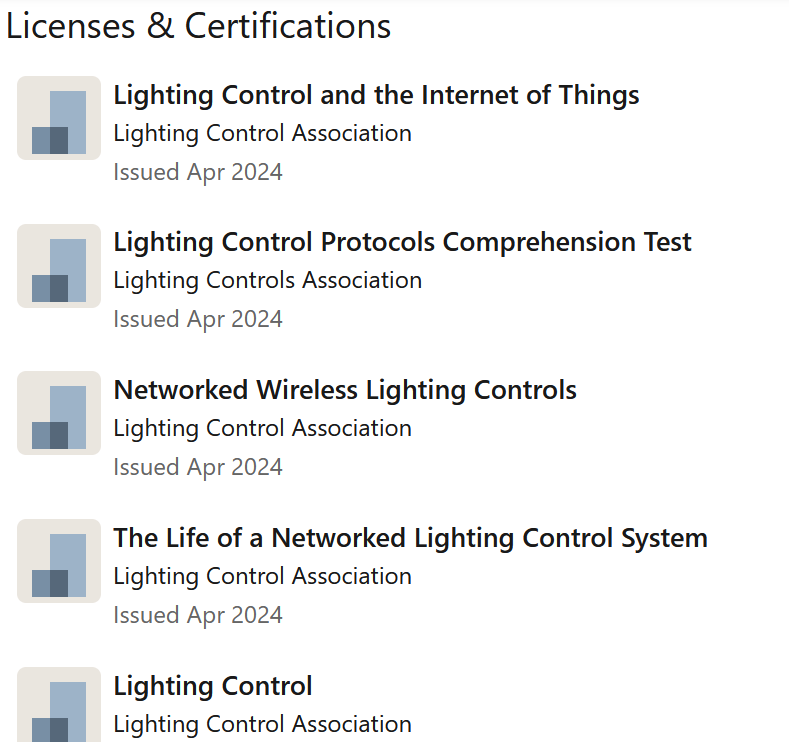 Licenses & Certifications
Lighting Control and the Internet of Things
Lighting Control Association
Issued Apr 2024
Lighting Control Protocols Comprehension Test
Lighting Controls Association
Issued Apr 2024
Networked Wireless Lighting Controls
Lighting Control Association
Issued Apr 2024
The Life of a Networked Lighting Control System
Lighting Control Association
Issued Apr 2024
Lighting Control
Lighting Control Association